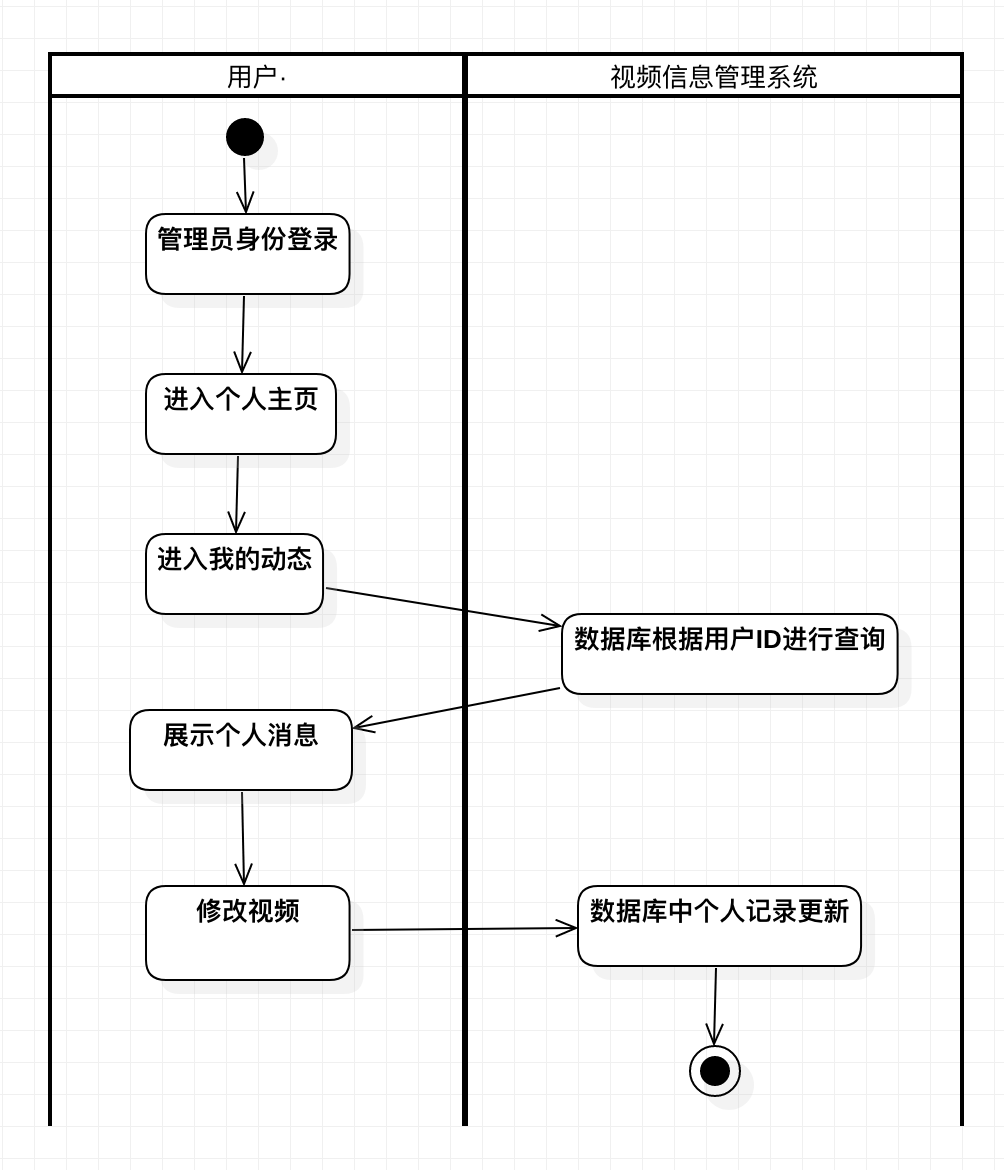 用户·
视频信息管理系统
管理员身份登录
进入个人主页
进入我的动态
数据库根据用户ID进行查询
展示个人消息
修改视频
数据库中个人记录更新